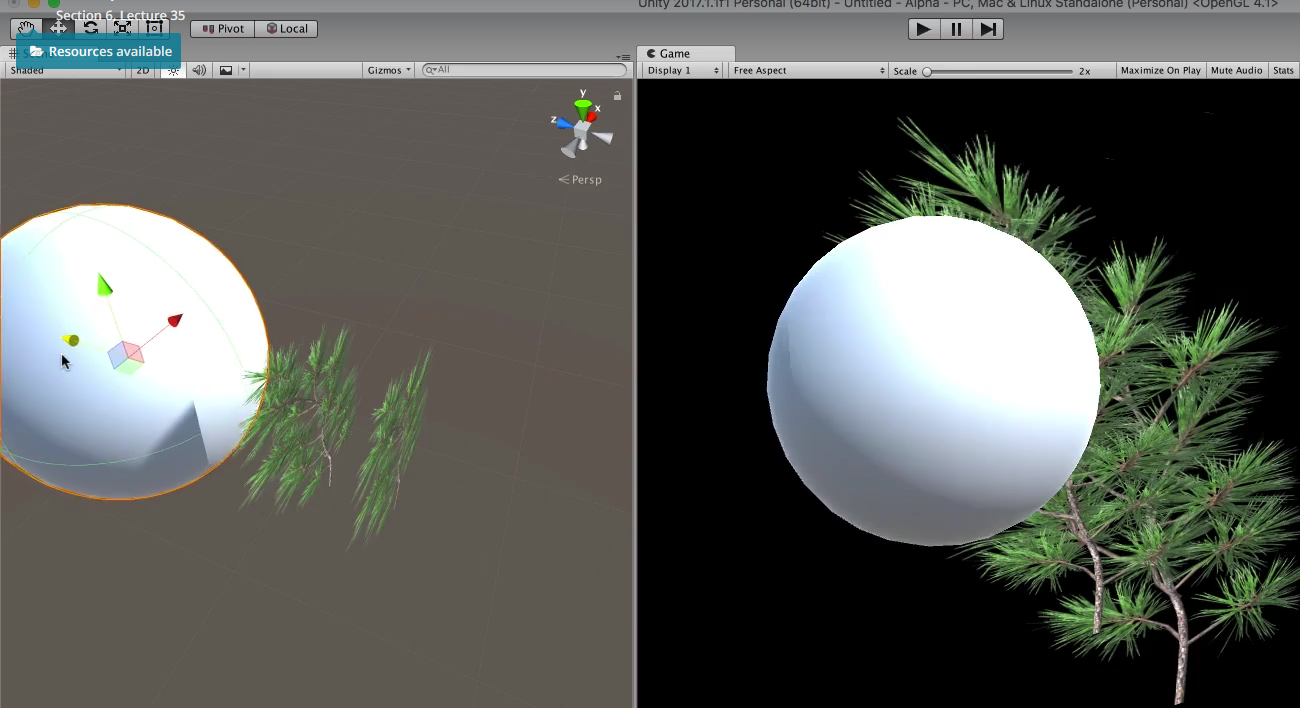 Unity 2017.1.1f1 Personal (64bit) - Untitled - Alpha - PC, Mac & Linux Standalone (Personal) <OpenGL 4.1>
Section 6, Lecture 35
Pivot Local
Resources available
Game
Shaded 2D Gizmos All
Display 1 Free Aspect Scale 2x Maximize On Play Mute Audio Stats
y
x
z
Persp